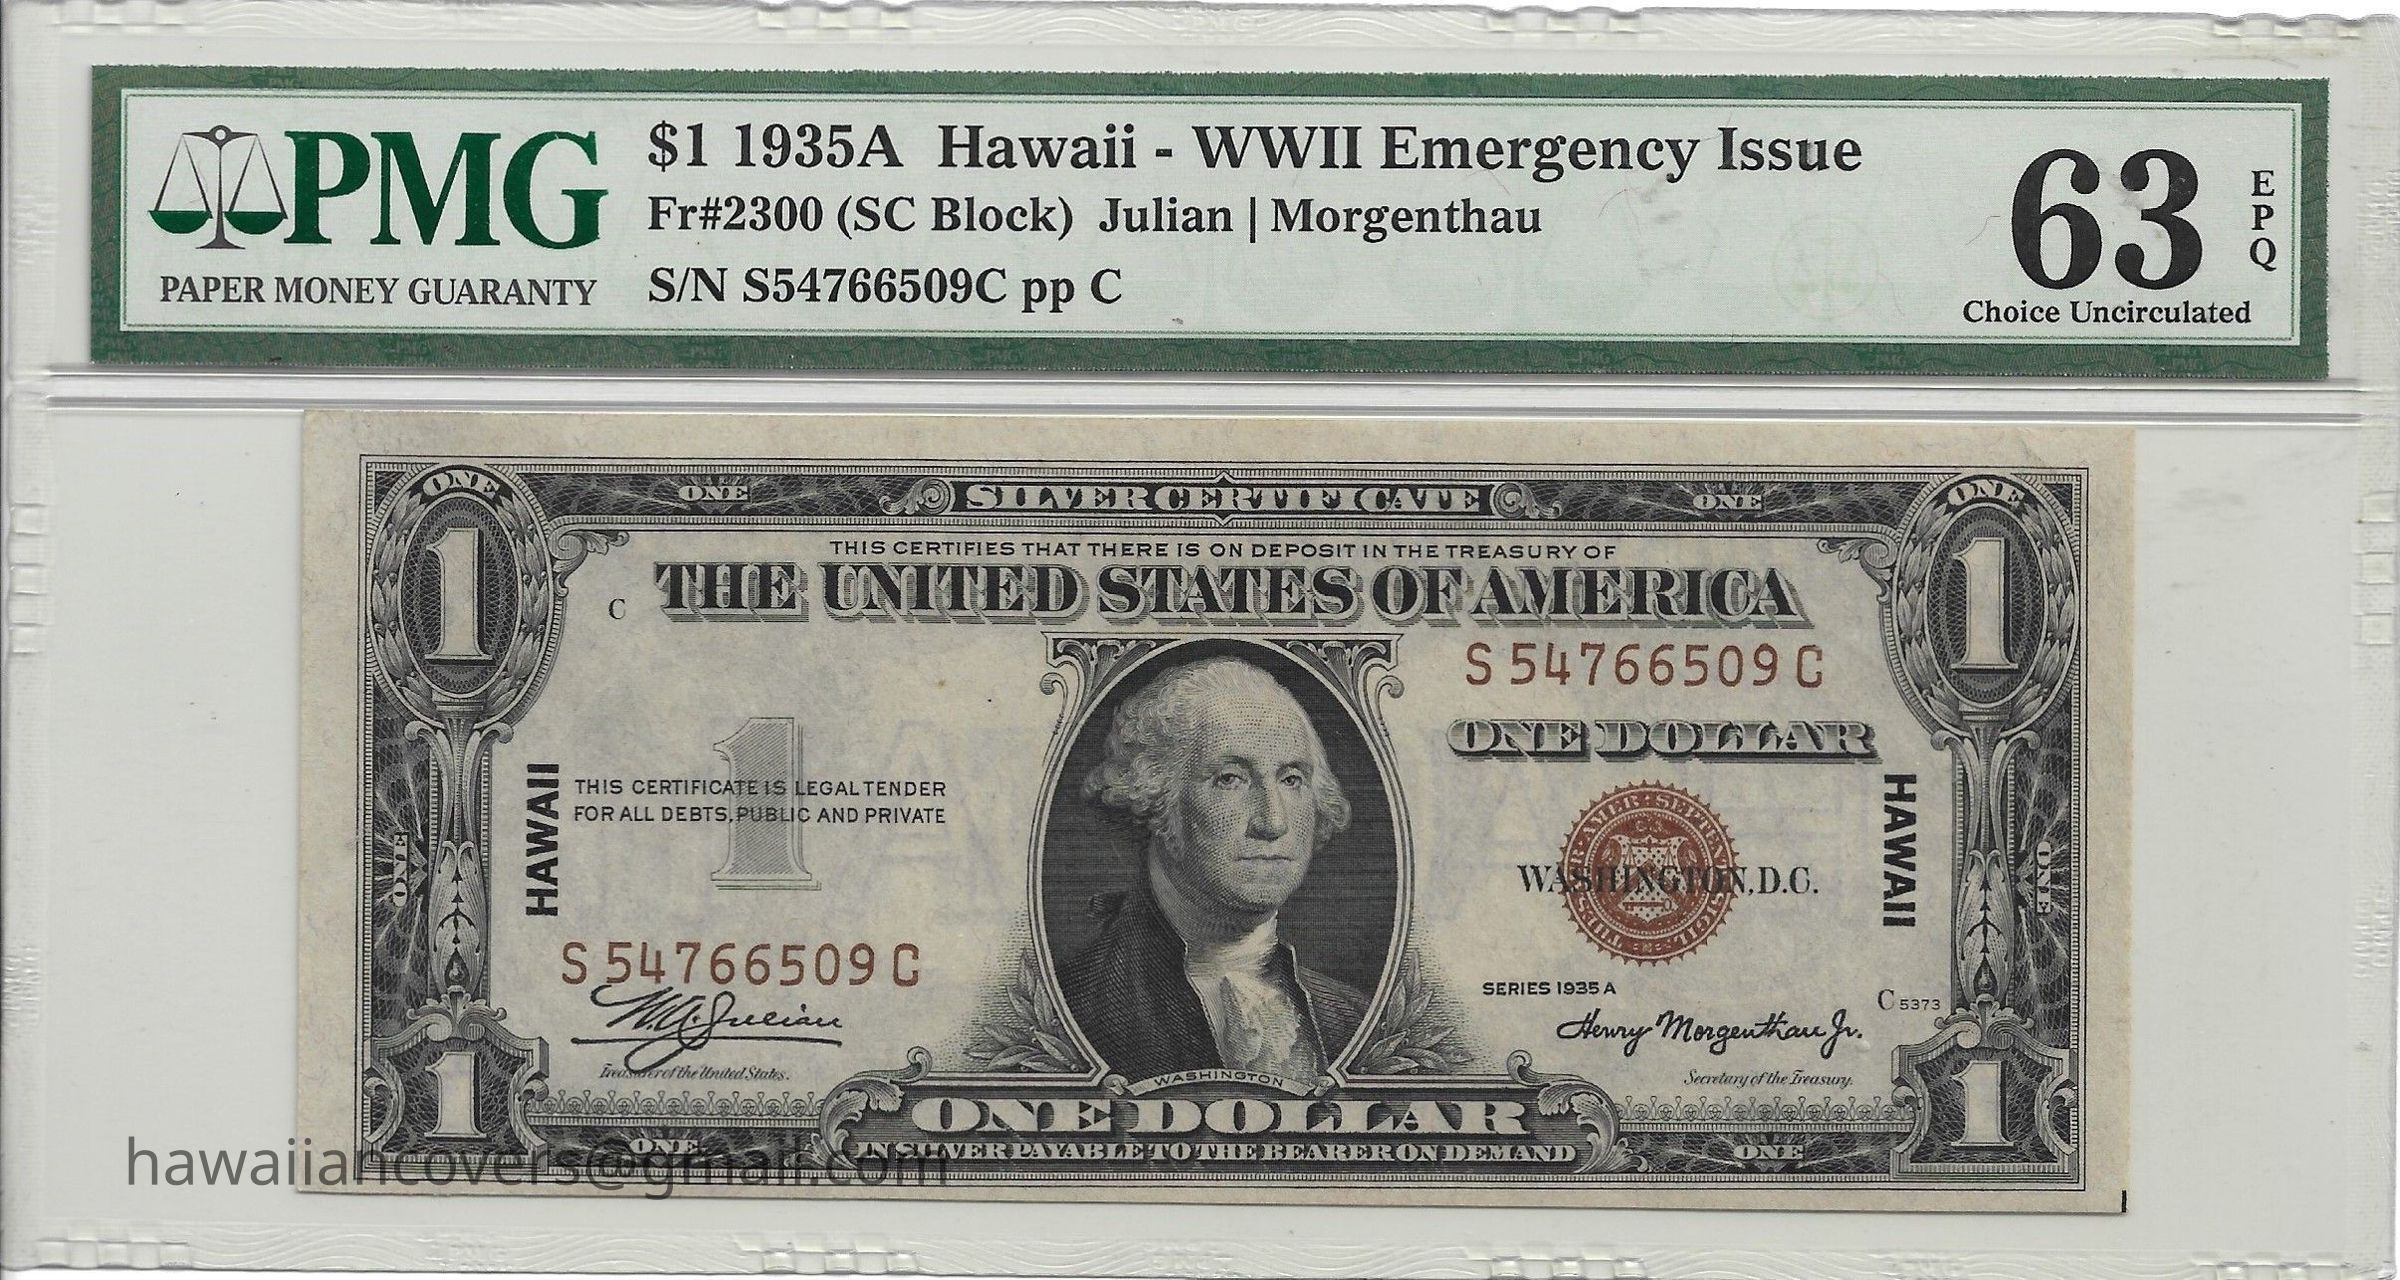 PMG
PAPER MONEY GUARANTY
$1 1935A Hawaii - WWII Emergency Issue
Fr#2300 (SC Block) Julian | Morgenthau
S/N S54766509C pp C
63
EPQ
Choice Uncirculated
ONE
ONE
SILVER CERTIFICATE
ONE
ONE
1
1
THIS CERTIFIES THAT THERE IS ON DEPOSIT IN THE TREASURY OF
C
THE UNITED STATES OF AMERICA
S 54766509 C
ONE DOLLAR
1
HAWAII
THIS CERTIFICATE IS LEGAL TENDER
FOR ALL DEBTS, PUBLIC AND PRIVATE
HAWAII
ONE
ONE
WASHINGTON, D.C.
S 54766509 C
SERIES 1935 A
C 5373
W.A. Julian
Henry Morgenthau Jr.
Treasurer of the United States.
Secretary of the Treasury.
WASHINGTON
1
1
ONE DOLLAR
ONE
IN SILVER PAYABLE TO THE BEARER ON DEMAND
ONE
hawaiiancovers@gmail.com